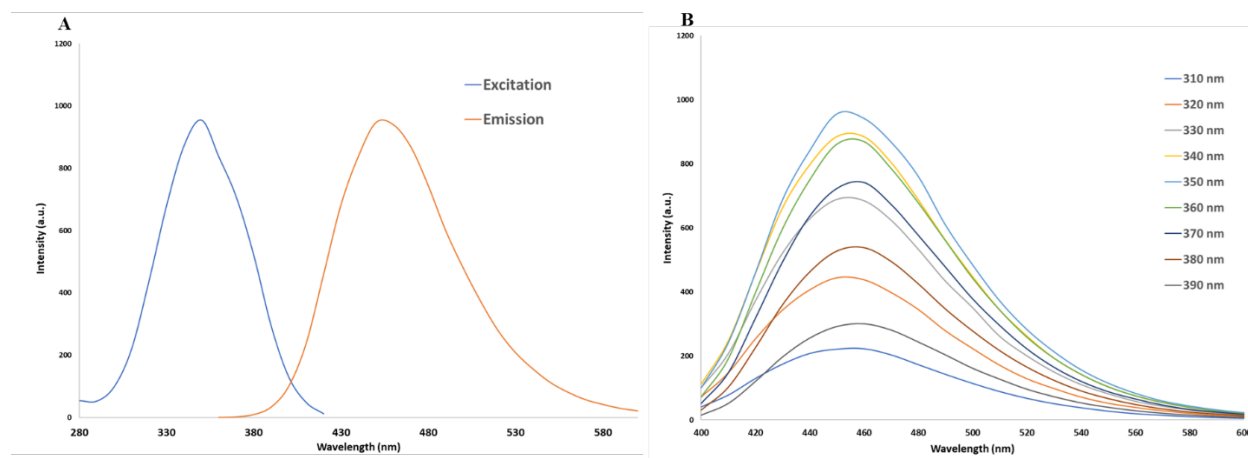 A
1200
1000
800
600
400
200
0
Intensity (a.u.)
280 330 380 430 480 530 580
Wavelength (nm)
Excitation
Emission
B
1200
1000
800
600
400
200
0
Intensity (a.u.)
400 420 440 460 480 500 520 540 560 580 600
Wavelength (nm)
310 nm
320 nm
330 nm
340 nm
350 nm
360 nm
370 nm
380 nm
390 nm